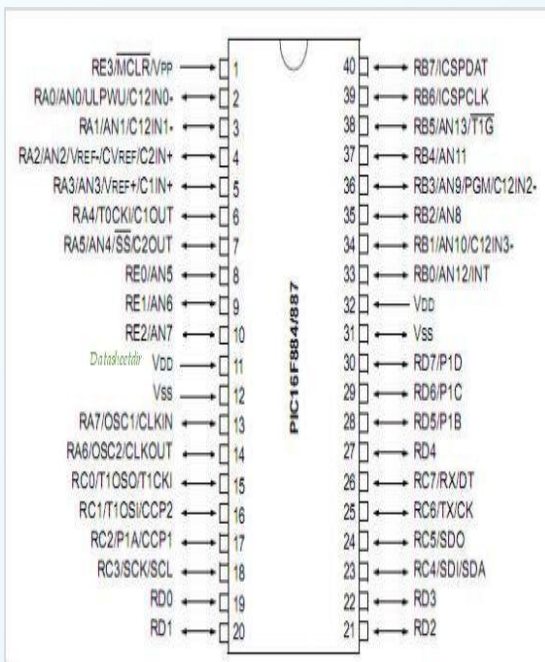 RE3/MCLR/VPP 1
RA0/AN0/ULPWU/C12IN0- 2
RA1/AN1/C12IN1- 3
RA2/AN2/VREF-/CVREF/C2IN+ 4
RA3/AN3/VREF+/C1IN+ 5
RA4/T0CKI/C1OUT 6
RA5/AN4/SS/C2OUT 7
RE0/AN5 8
RE1/AN6 9
RE2/AN7 10
Datasheetdir VDD 11
VSS 12
RA7/OSC1/CLKIN 13
RA6/OSC2/CLKOUT 14
RC0/T1OSO/T1CKI 15
RC1/T1OSI/CCP2 16
RC2/P1A/CCP1 17
RC3/SCK/SCL 18
RD0 19
RD1 20
PIC16F884/887
40 RB7/ICSPDAT
39 RB6/ICSPCLK
38 RB5/AN13/T1G
37 RB4/AN11
36 RB3/AN9/PGM/C12IN2-
35 RB2/AN8
34 RB1/AN10/C12IN3-
33 RB0/AN12/INT
32 VDD
31 VSS
30 RD7/P1D
29 RD6/P1C
28 RD5/P1B
27 RD4
26 RC7/RX/DT
25 RC6/TX/CK
24 RC5/SDO
23 RC4/SDI/SDA
22 RD3
21 RD2